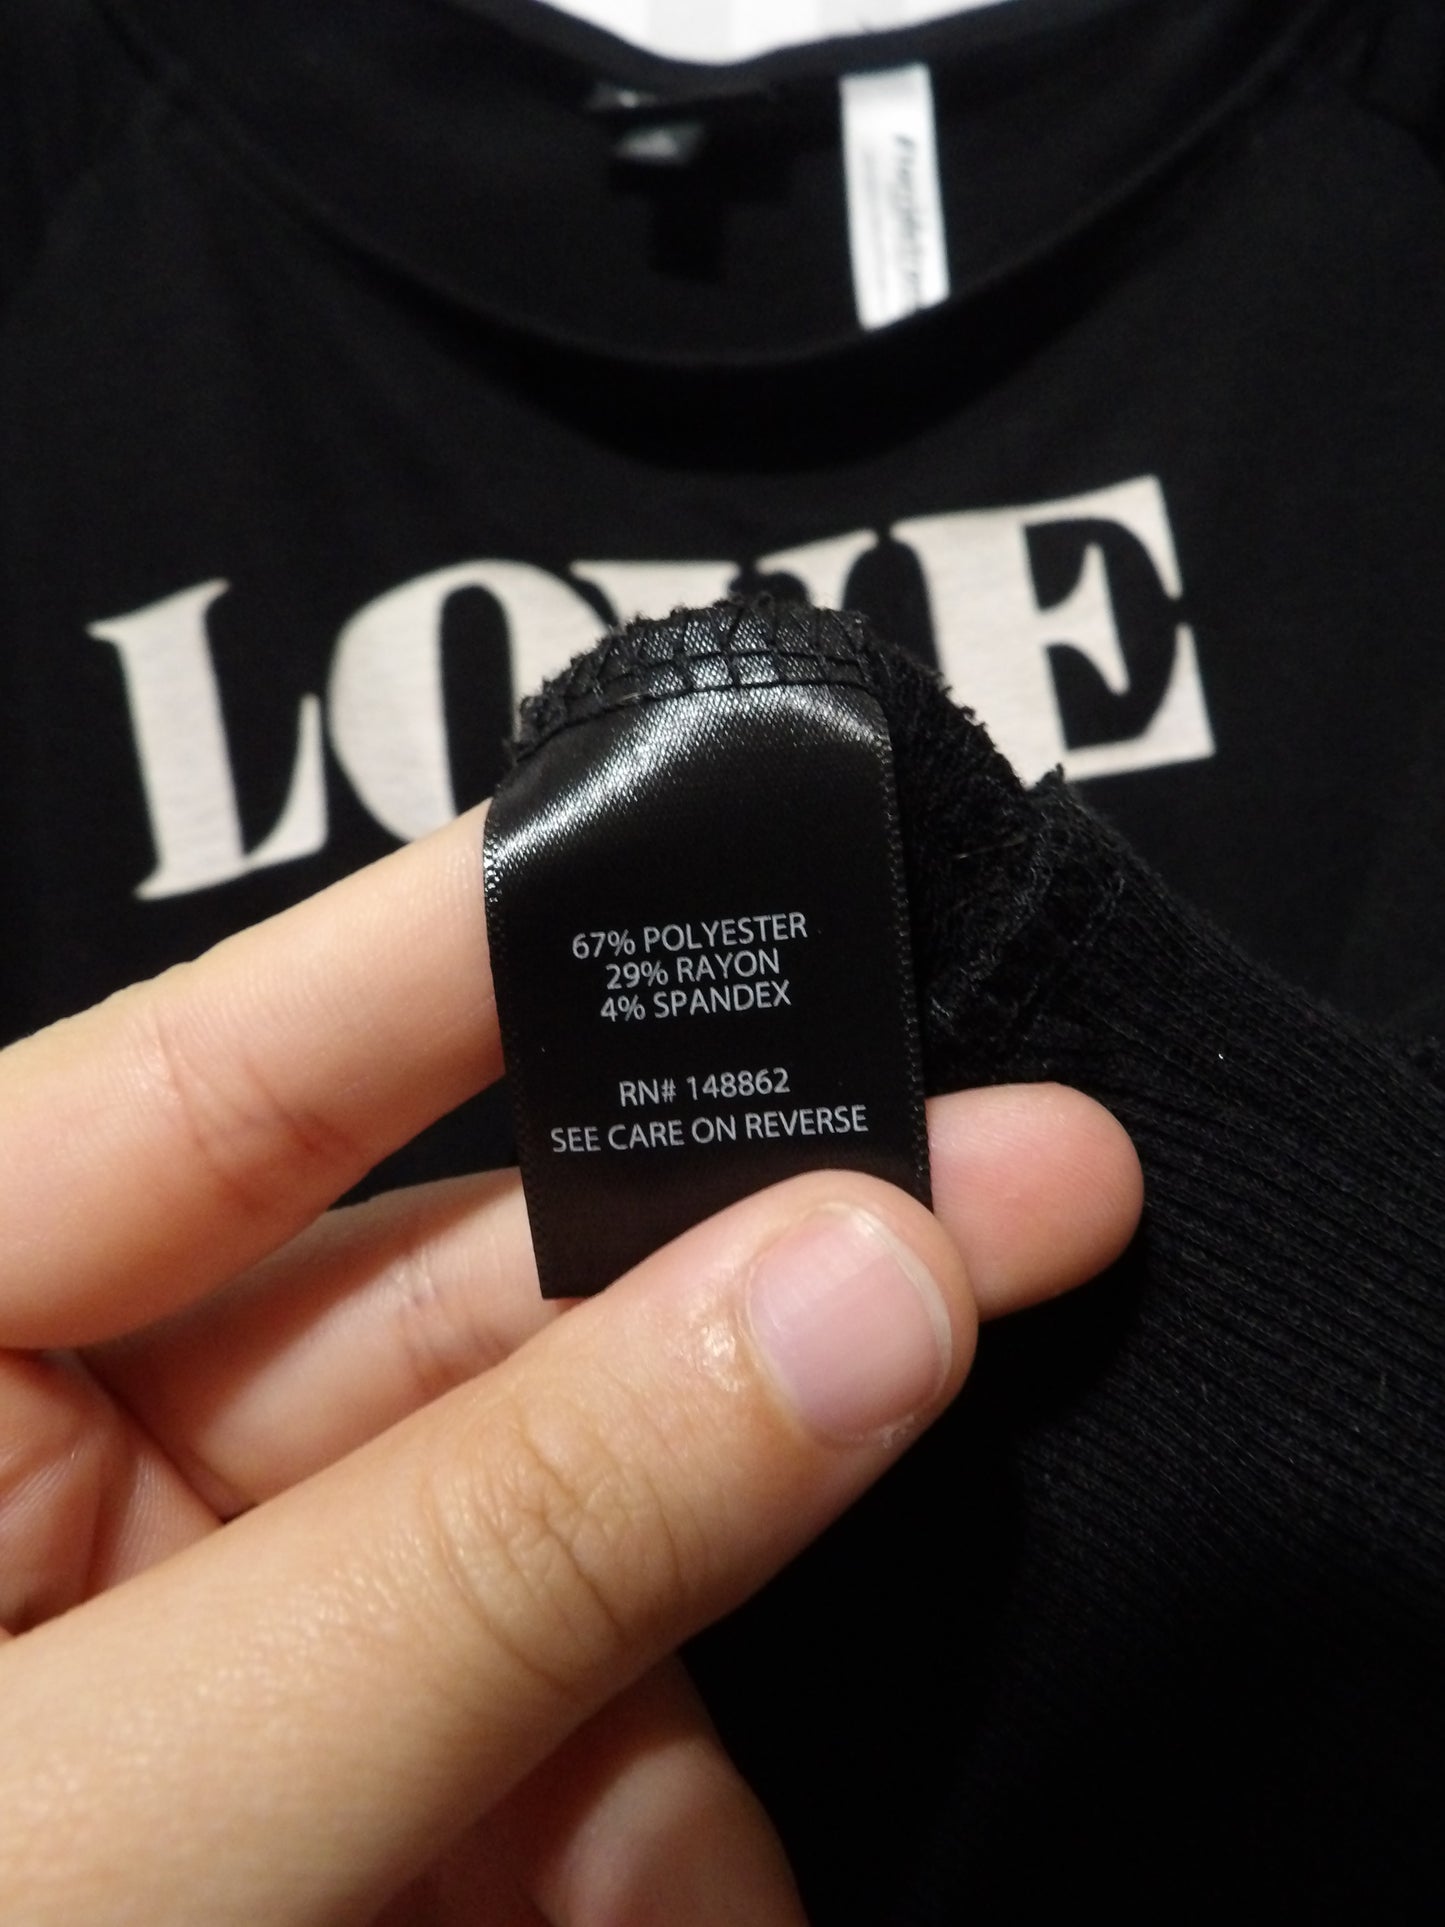 LOVE
67% POLYESTER
29% RAYON
4% SPANDEX
RN# 148862
SEE CARE ON REVERSE